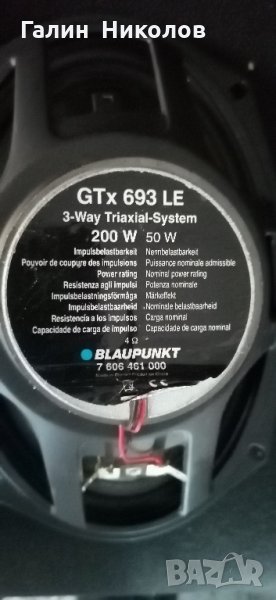 Галин Николов
GTx 693 LE
3-Way Triaxial-System
200 W 50 W
Impulsbelastbarkeit Nennbelastbarkeit
Pouvoir de coupure des impulsions Puissance nominale admissible
Power rating Nominal power rating
Resistenza agli impulsi Potenza nominale
Impulsbelastningsförmåga Märkeffekt
Impulsbelastbaarheid Nominale belastbaarheid
Resistencia a los impulsos Carga nominal
Capacidade de carga de impulso Capacidade de carga nominal
4 Ω
BLAUPUNKT
7 606 461 000
BAZAR